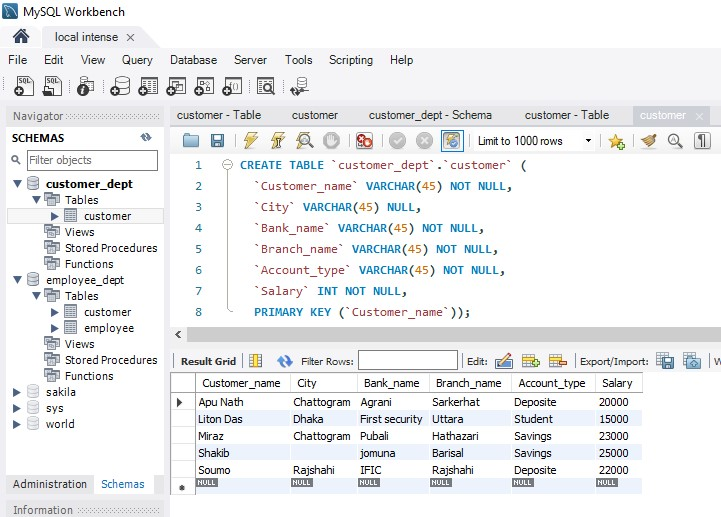 MySQL Workbench
local intense
File Edit View Query Database Server Tools Scripting Help
Navigator
SCHEMAS
Filter objects
customer_dept
Tables
customer
Views
Stored Procedures
Functions
employee_dept
Tables
customer
employee
Views
Stored Procedures
Functions
sakila
sys
world
Administration Schemas
customer - Table customer customer_dept - Schema customer - Table customer
Limit to 1000 rows
1 CREATE TABLE `customer_dept`.`customer` (
2 `Customer_name` VARCHAR(45) NOT NULL,
3 `City` VARCHAR(45) NULL,
4 `Bank_name` VARCHAR(45) NOT NULL,
5 `Branch_name` VARCHAR(45) NOT NULL,
6 `Account_type` VARCHAR(45) NOT NULL,
7 `Salary` INT NOT NULL,
8 PRIMARY KEY (`Customer_name`));
Result Grid Filter Rows: Edit: Export/Import: W
Customer_name City Bank_name Branch_name Account_type Salary
Apu Nath Chattogram Agrani Sarkerhat Deposite 20000
Liton Das Dhaka First security Uttara Student 15000
Miraz Chattogram Pubali Hathazari Savings 23000
Shakib jomuna Barisal Savings 25000
Soumo Rajshahi IFIC Rajshahi Deposite 22000
NULL NULL NULL NULL NULL NULL